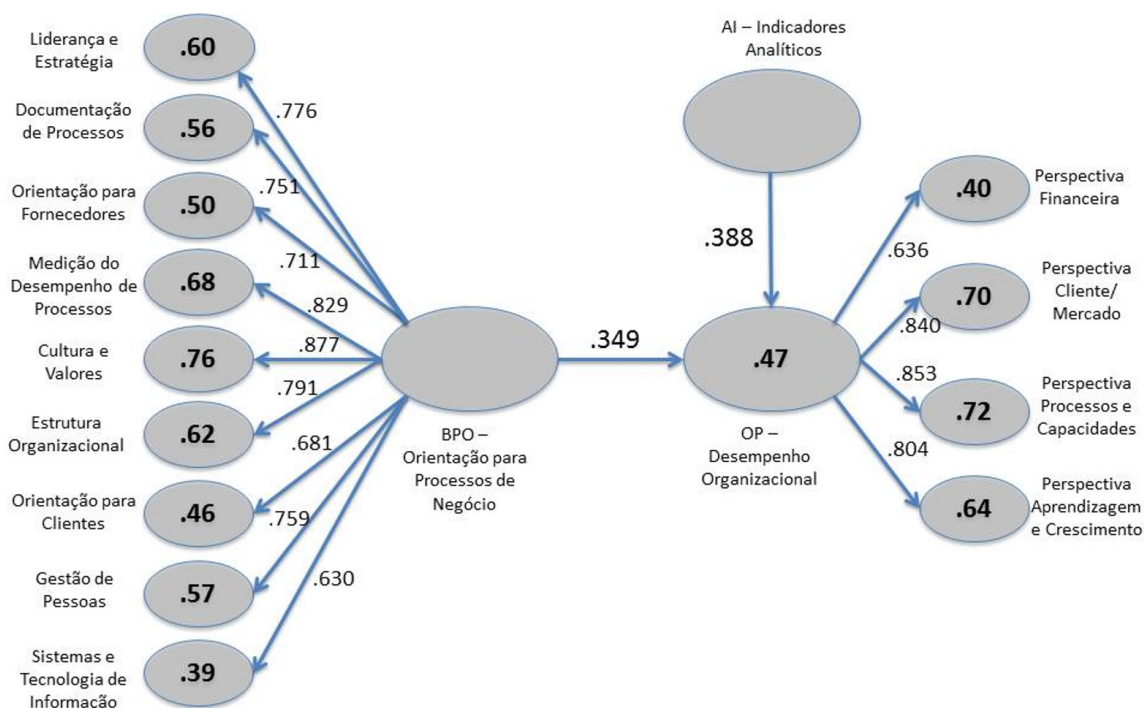 Liderança e
Estratégia
.60
.776
Documentação
de Processos
.56
.751
Orientação para
Fornecedores
.50
.711
Medição do
Desempenho de
Processos
.68
.829
Cultura e
Valores
.76
.877
Estrutura
Organizacional
.62
.791
Orientação para
Clientes
.46
.681
Gestão de
Pessoas
.57
.759
Sistemas e
Tecnologia de
Informação
.39
.630
BPO –
Orientação para
Processos de
Negócio
.349
AI – Indicadores
Analíticos
.388
.47
OP –
Desempenho
Organizacional
.636
.40
Perspectiva
Financeira
.840
.70
Perspectiva
Cliente/
Mercado
.853
.72
Perspectiva
Processos e
Capacidades
.804
.64
Perspectiva
Aprendizagem
e Crescimento